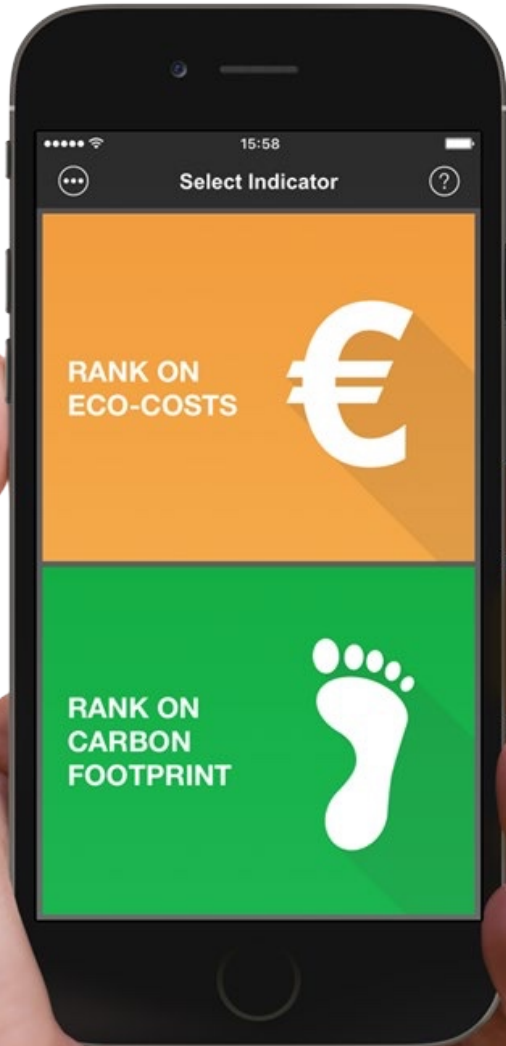 15:58
Select Indicator
?
RANK ON
ECO-COSTS
€
RANK ON
CARBON
FOOTPRINT